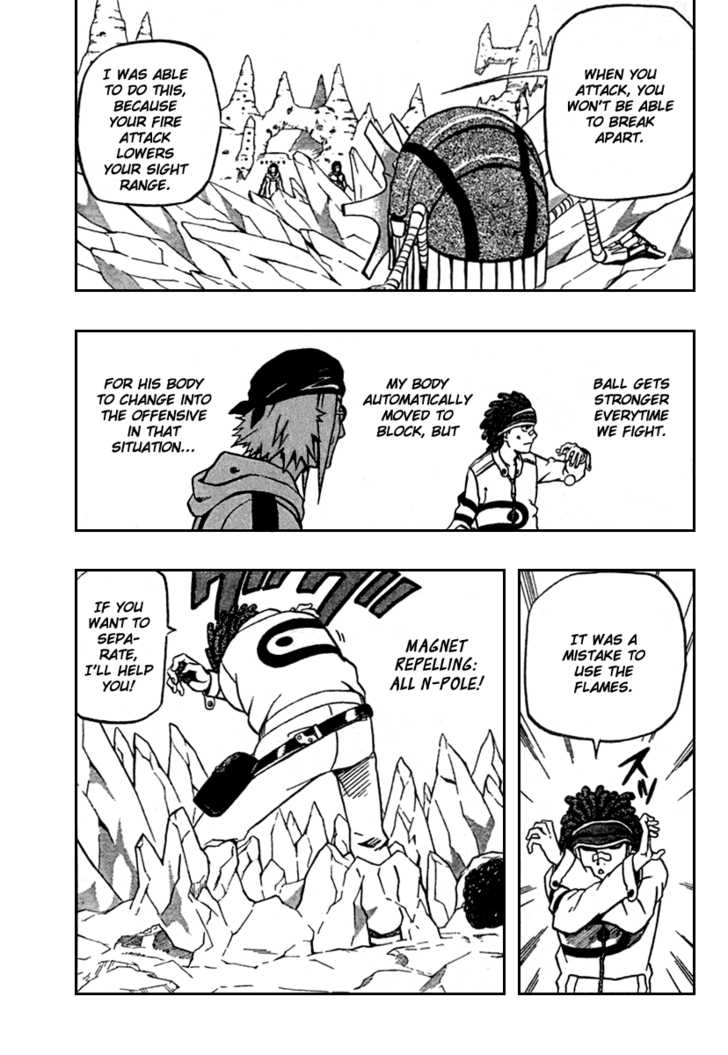 WHEN YOU
ATTACK, YOU
WON'T BE ABLE
TO BREAK
APART.
I WAS ABLE
TO DO THIS,
BECAUSE
YOUR FIRE
ATTACK
LOWERS
YOUR SIGHT
RANGE.
BALL GETS
STRONGER
EVERYTIME
WE FIGHT.
MY BODY
AUTOMATICALLY
MOVED TO
BLOCK, BUT
FOR HIS BODY
TO CHANGE INTO
THE OFFENSIVE
IN THAT
SITUATION...
IT WAS A
MISTAKE TO
USE THE
FLAMES.
ズッ
MAGNET
REPELLING:
ALL N-POLE!
IF YOU
WANT TO
SEPA-
RATE,
I'LL HELP
YOU!